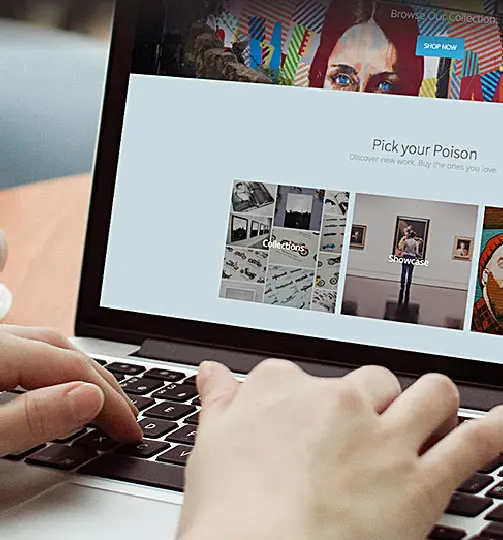 Browse Our Collection.
SHOP NOW
Pick your Poison
Discover new work. Buy the ones you love.
Collections
Showcase